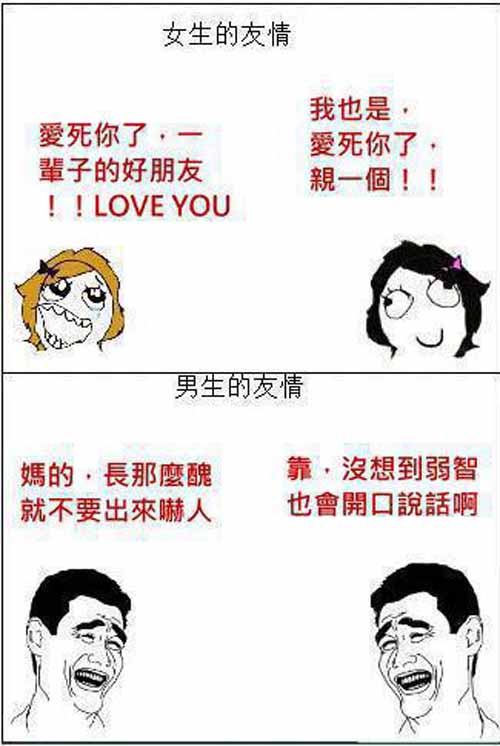 女生的友情
愛死你了，一
輩子的好朋友
！！LOVE YOU
我也是，
愛死你了，
親一個！！
男生的友情
媽的，長那麼醜
就不要出來嚇人
靠，沒想到弱智
也會開口說話啊